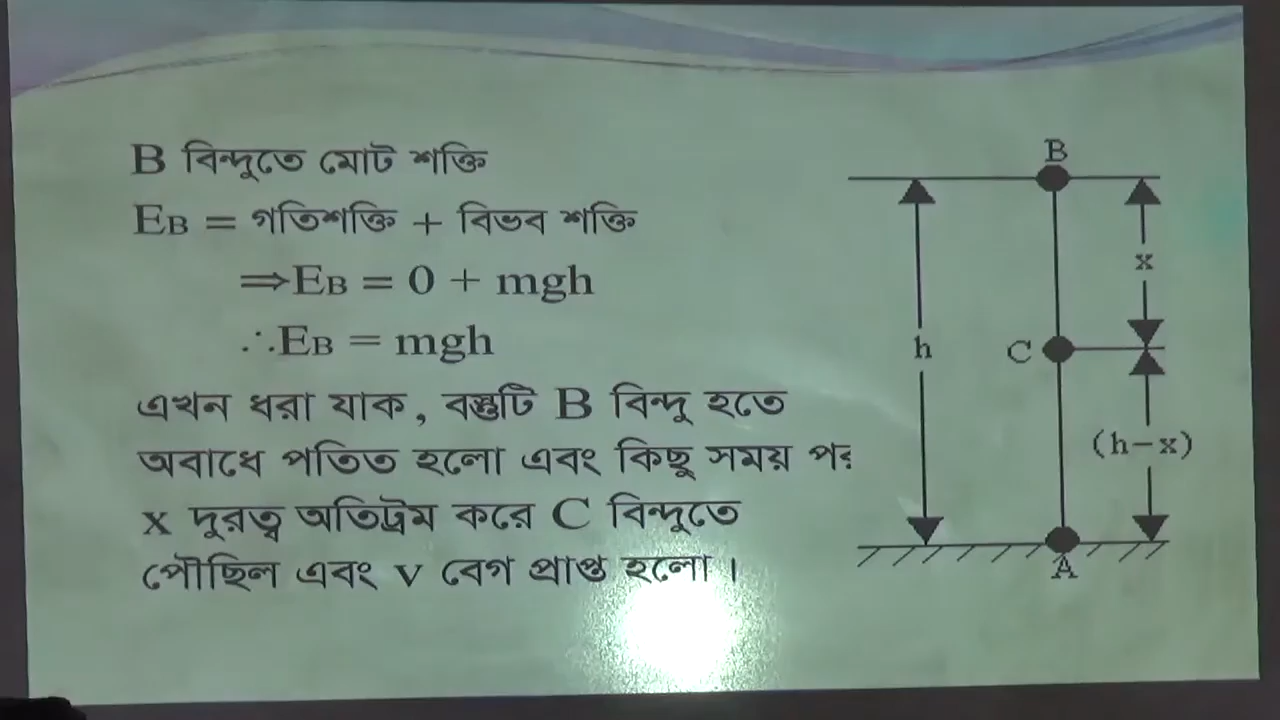 B বিন্দুতে মোট শক্তি
EB = গতিশক্তি + বিভব শক্তি
⇒EB = 0 + mgh
∴EB = mgh
এখন ধরা যাক, বস্তুটি B বিন্দু হতে
অবাধে পতিত হলো এবং কিছু সময় পর
x দুরত্ব অতিট্রম করে C বিন্দুতে
পৌছিল এবং v বেগ প্রাপ্ত হলো।
B
x
h
C
(h-x)
A